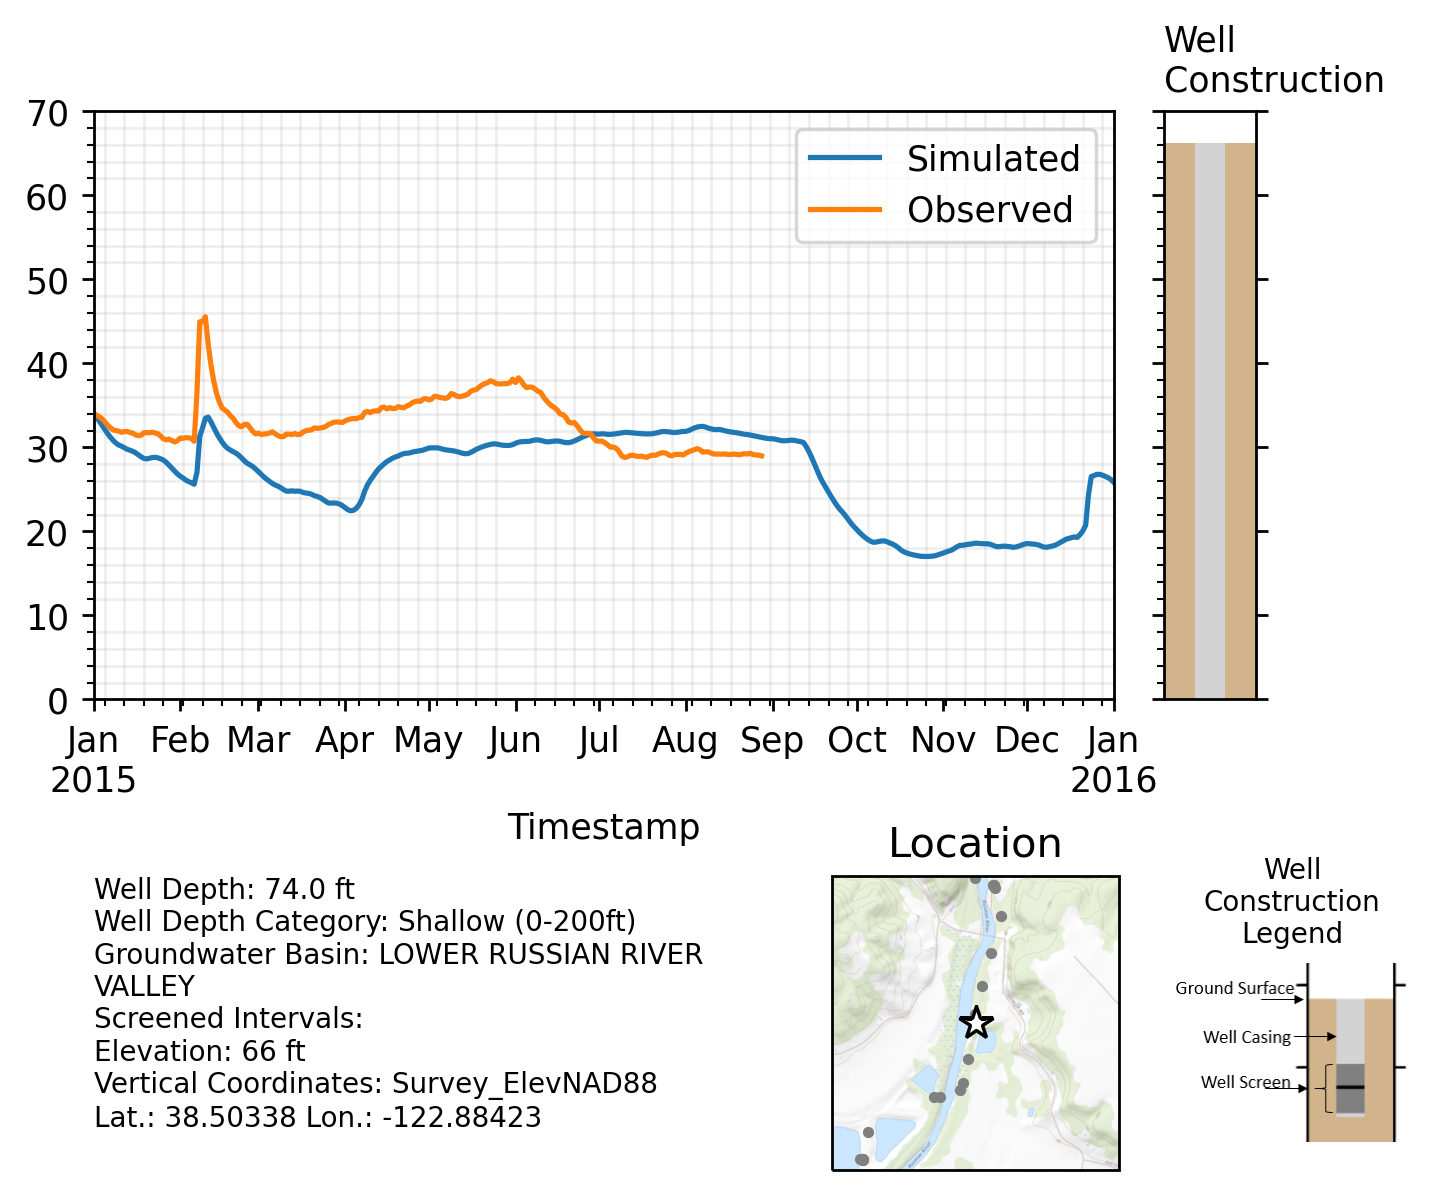 Well
Construction
70
60
50
40
30
20
10
0
Simulated
Observed
Jan Feb Mar Apr May Jun Jul Aug Sep Oct Nov Dec Jan
2015 2016
Timestamp
Well Depth: 74.0 ft
Well Depth Category: Shallow (0-200ft)
Groundwater Basin: LOWER RUSSIAN RIVER
VALLEY
Screened Intervals:
Elevation: 66 ft
Vertical Coordinates: Survey_ElevNAD88
Lat.: 38.50338 Lon.: -122.88423
Location
Well
Construction
Legend
Ground Surface
Well Casing
Well Screen